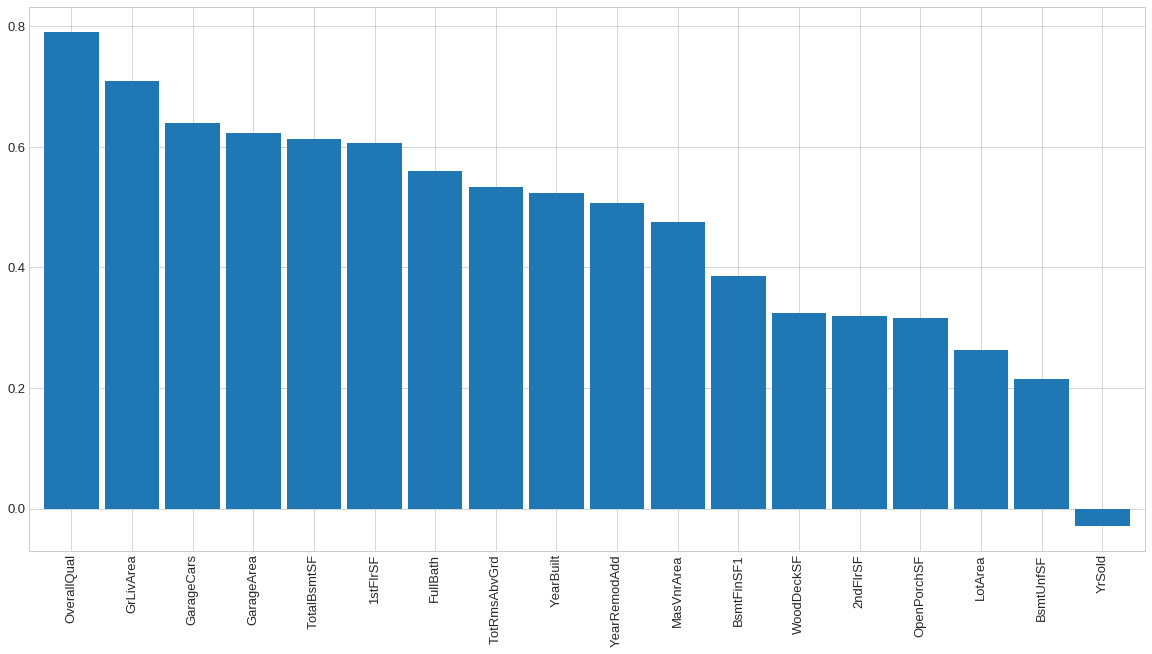 0.8
0.6
0.4
0.2
0.0
OverallQual
GrLivArea
GarageCars
GarageArea
TotalBsmtSF
1stFlrSF
FullBath
TotRmsAbvGrd
YearBuilt
YearRemodAdd
MasVnrArea
BsmtFinSF1
WoodDeckSF
2ndFlrSF
OpenPorchSF
LotArea
BsmtUnfSF
YrSold